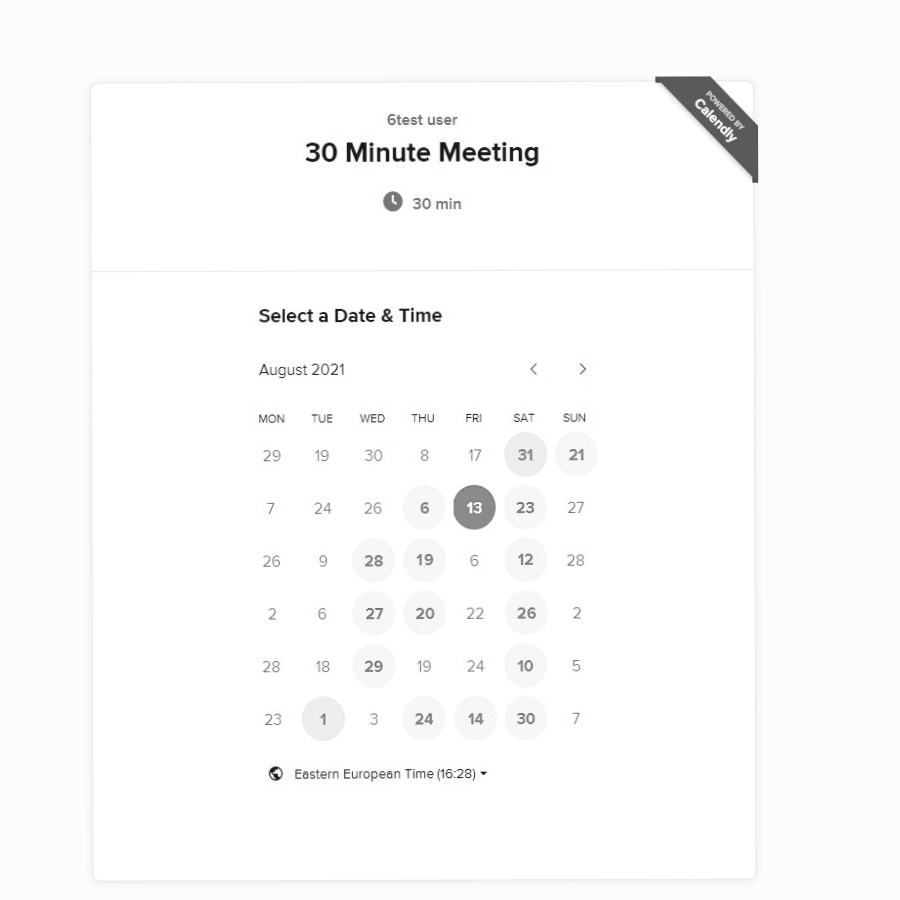 POWERED BY
Calendly
6test user
30 Minute Meeting
30 min
Select a Date & Time
August 2021
MON TUE WED THU FRI SAT SUN
29 19 30 8 17 31 21
7 24 26 6 13 23 27
26 9 28 19 6 12 28
2 6 27 20 22 26 2
28 18 29 19 24 10 5
23 1 3 24 14 30 7
Eastern European Time (16:28)